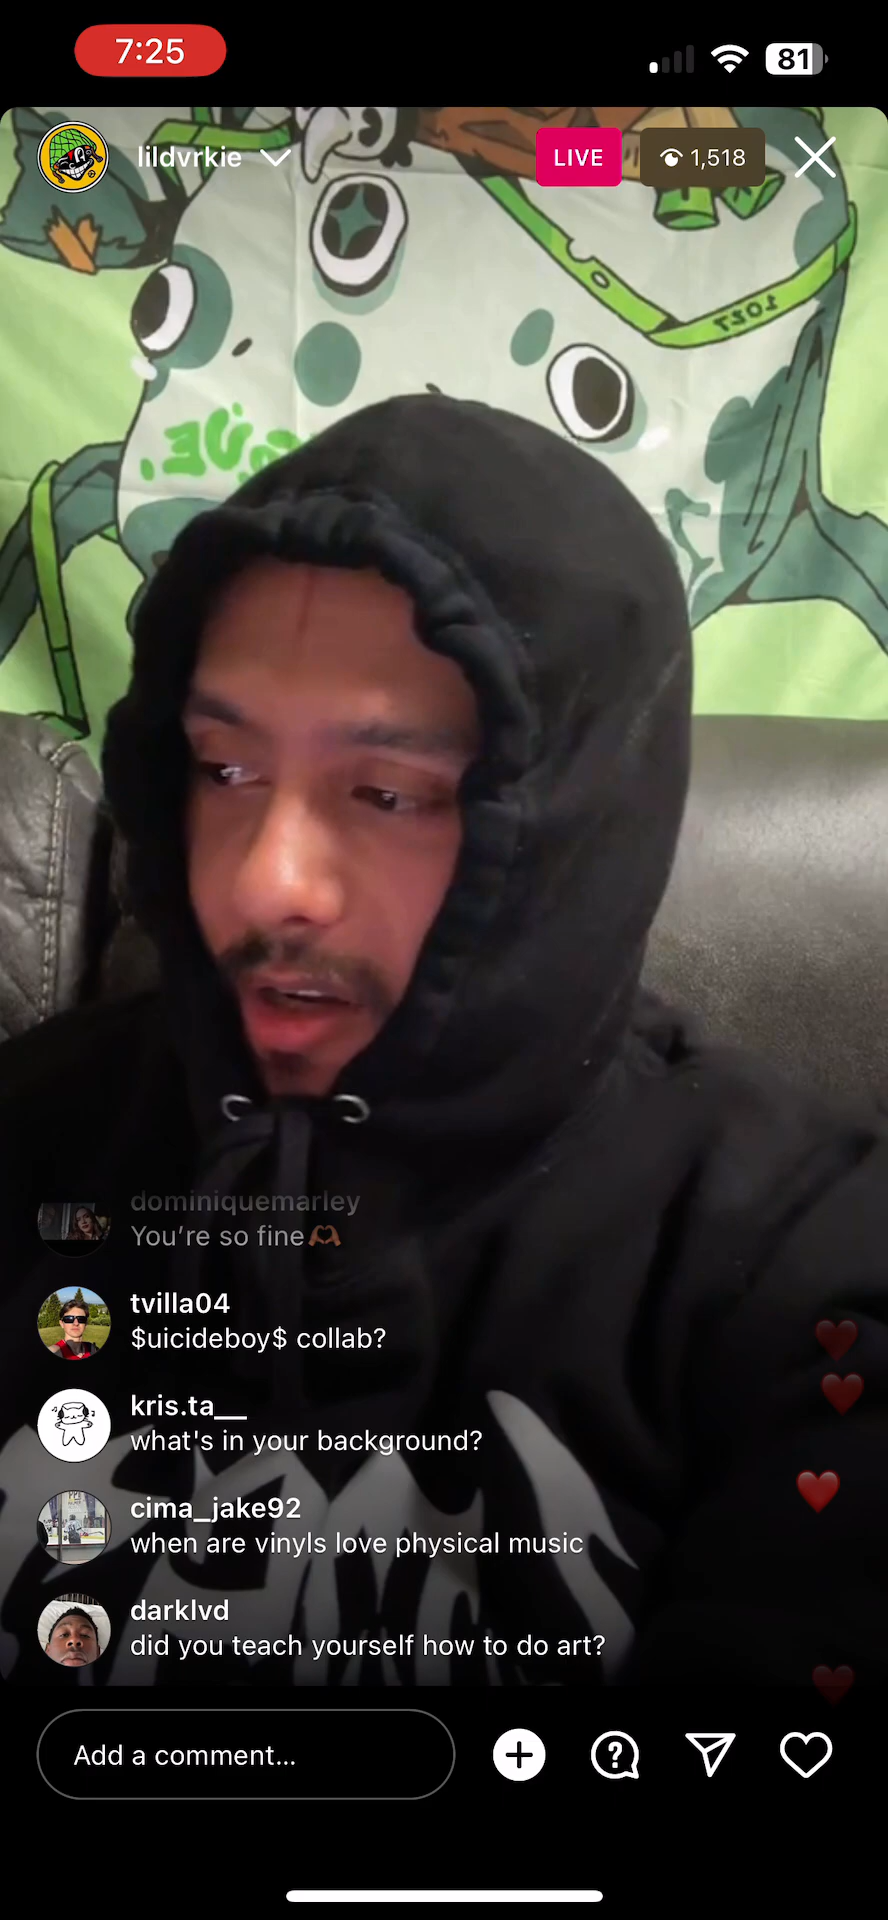 7:25
81
lildvrkie
LIVE
1,518
1027
dominiquemarley
You're so fine🫶🏾
tvilla04
$uicideboy$ collab?
kris.ta__
what's in your background?
cima_jake92
when are vinyls love physical music
darklvd
did you teach yourself how to do art?
Add a comment...